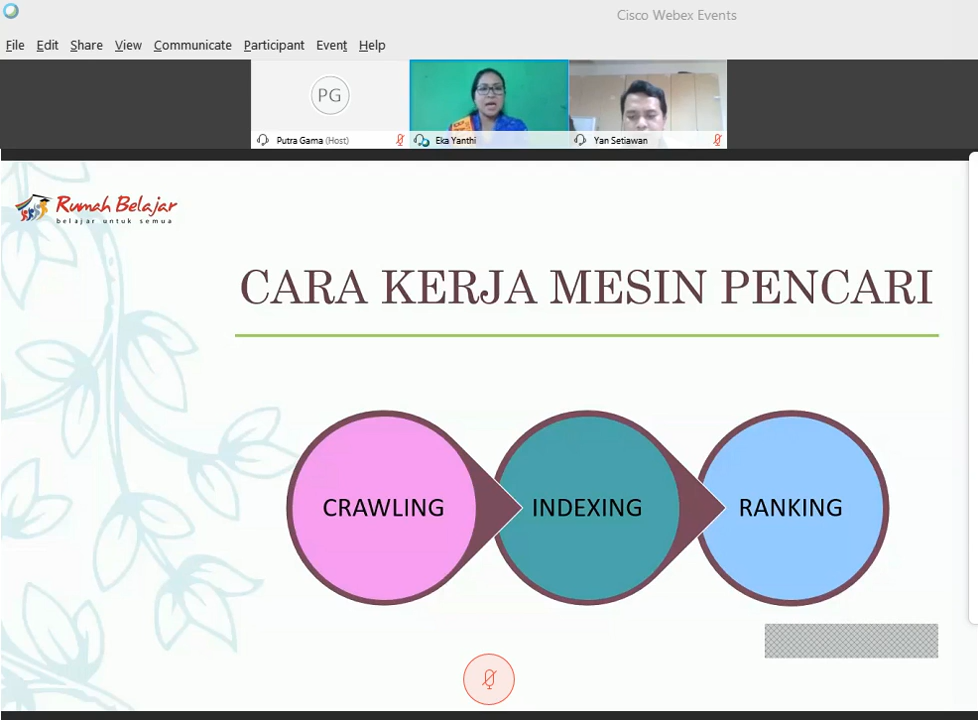 Cisco Webex Events
File Edit Share View Communicate Participant Event Help
PG
Putra Gama (Host)
Eka Yanthi
Yan Setiawan
Rumah Belajar
belajar untuk semua
CARA KERJA MESIN PENCARI
CRAWLING
INDEXING
RANKING